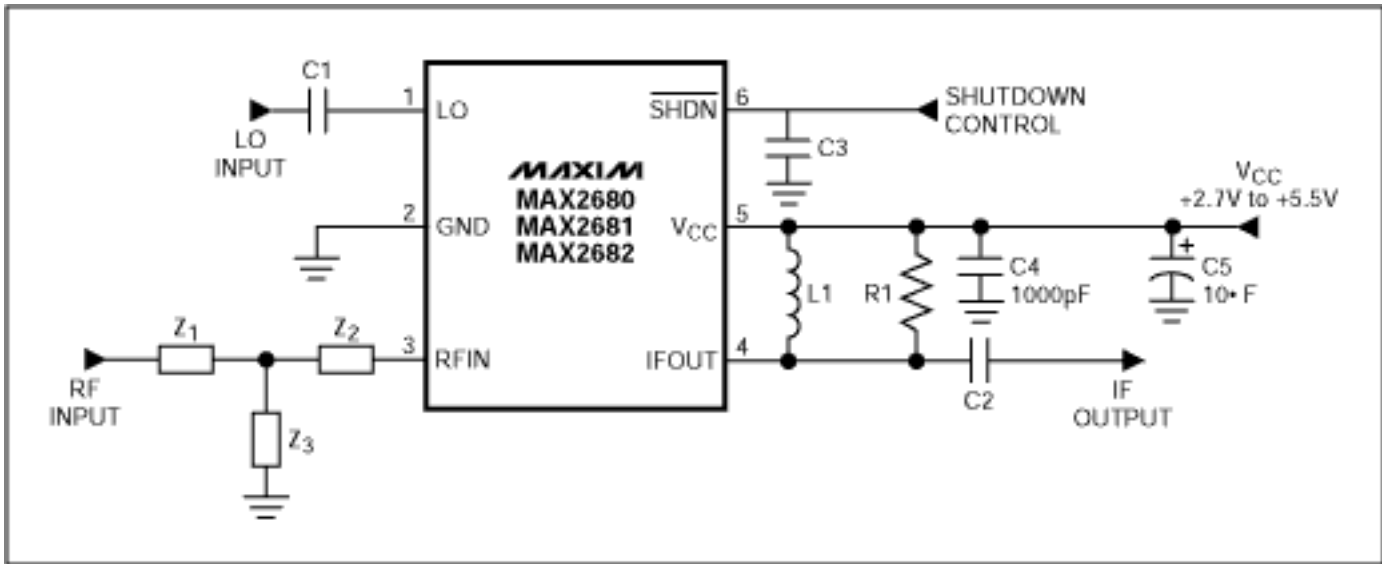 C1
1
LO
LO
INPUT
SHDN
6
SHUTDOWN
CONTROL
C3
MAXIM
MAX2680
MAX2681
MAX2682
2
GND
VCC
5
VCC
+2.7V to +5.5V
L1
R1
C4
1000pF
+
C5
10• F
Z1
Z2
3
RFIN
IFOUT
4
RF
INPUT
Z3
C2
IF
OUTPUT